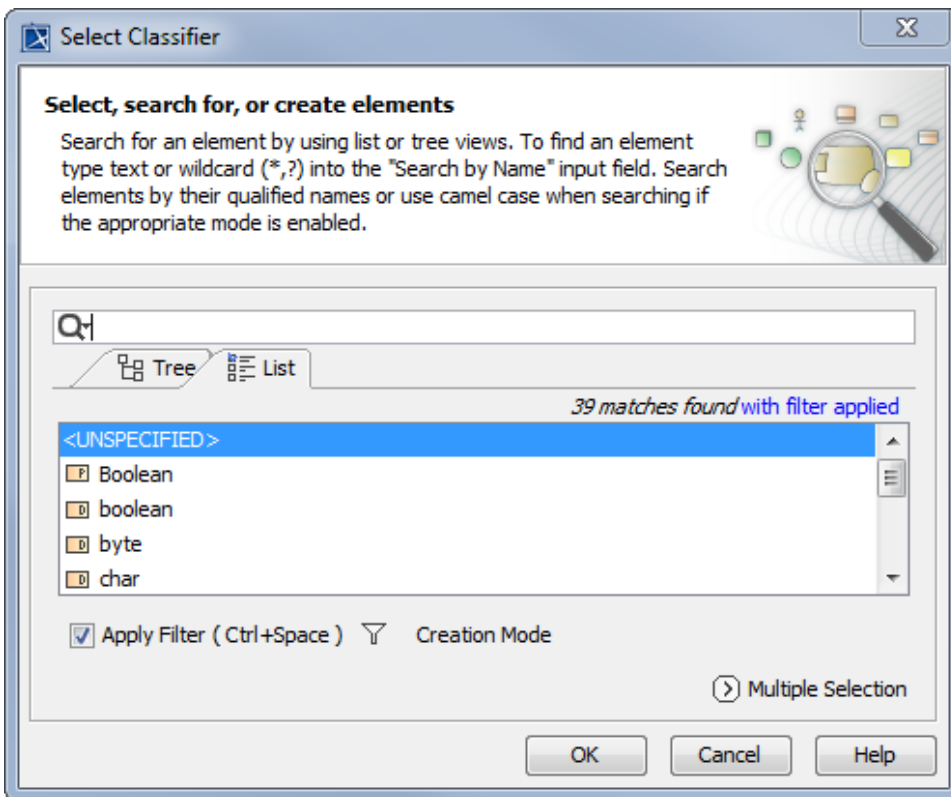 Select Classifier
Select, search for, or create elements
Search for an element by using list or tree views. To find an element
type text or wildcard (*,?) into the "Search by Name" input field. Search
elements by their qualified names or use camel case when searching if
the appropriate mode is enabled.
Tree List
39 matches found with filter applied
<UNSPECIFIED>
P Boolean
D boolean
D byte
D char
Apply Filter ( Ctrl+Space ) Creation Mode
Multiple Selection
OK Cancel Help